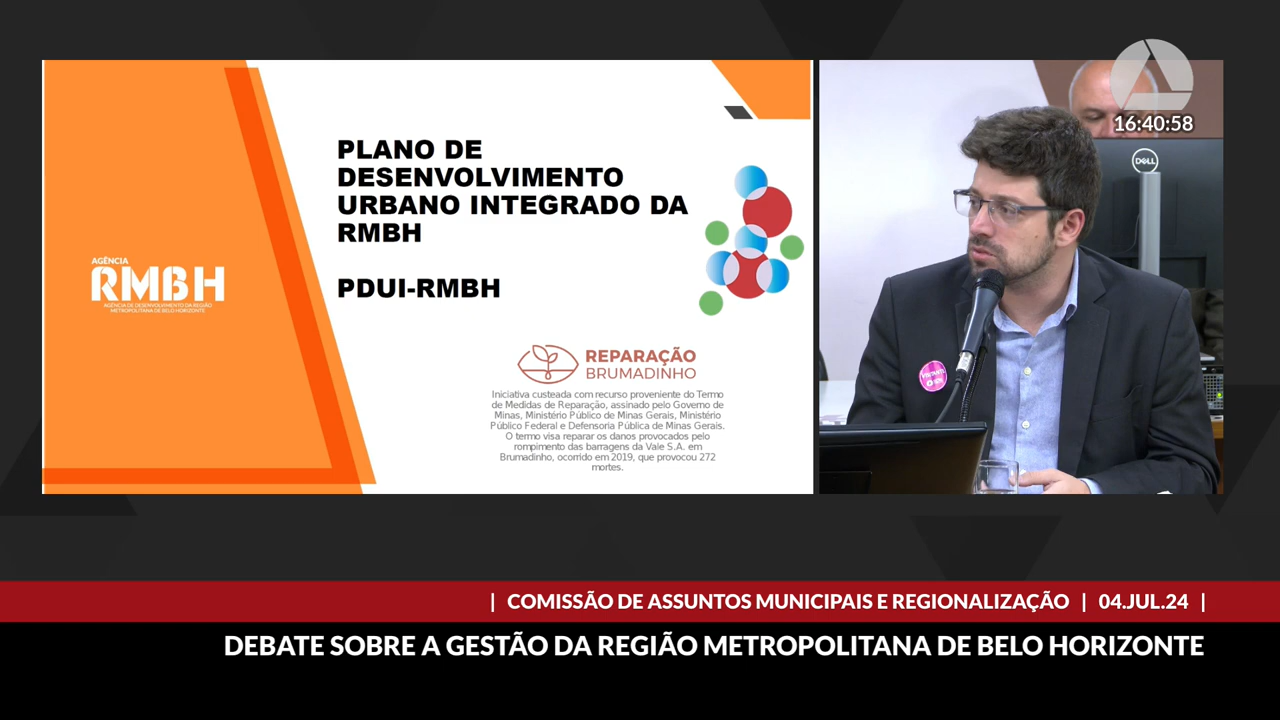 PLANO DE
DESENVOLVIMENTO
URBANO INTEGRADO DA
RMBH
PDUI-RMBH
AGÊNCIA
RMBH
AGÊNCIA DE DESENVOLVIMENTO DA REGIÃO
METROPOLITANA DE BELO HORIZONTE
REPARAÇÃO
BRUMADINHO
Iniciativa custeada com recurso proveniente do Termo
de Medidas de Reparação, assinado pelo Governo de
Minas, Ministério Público de Minas Gerais, Ministério
Público Federal e Defensoria Pública de Minas Gerais.
O termo visa reparar os danos provocados pelo
rompimento das barragens da Vale S.A. em
Brumadinho, ocorrido em 2019, que provocou 272
mortes.
16:40:58
DELL
VISITANTE
| COMISSÃO DE ASSUNTOS MUNICIPAIS E REGIONALIZAÇÃO | 04.JUL.24 |
DEBATE SOBRE A GESTÃO DA REGIÃO METROPOLITANA DE BELO HORIZONTE